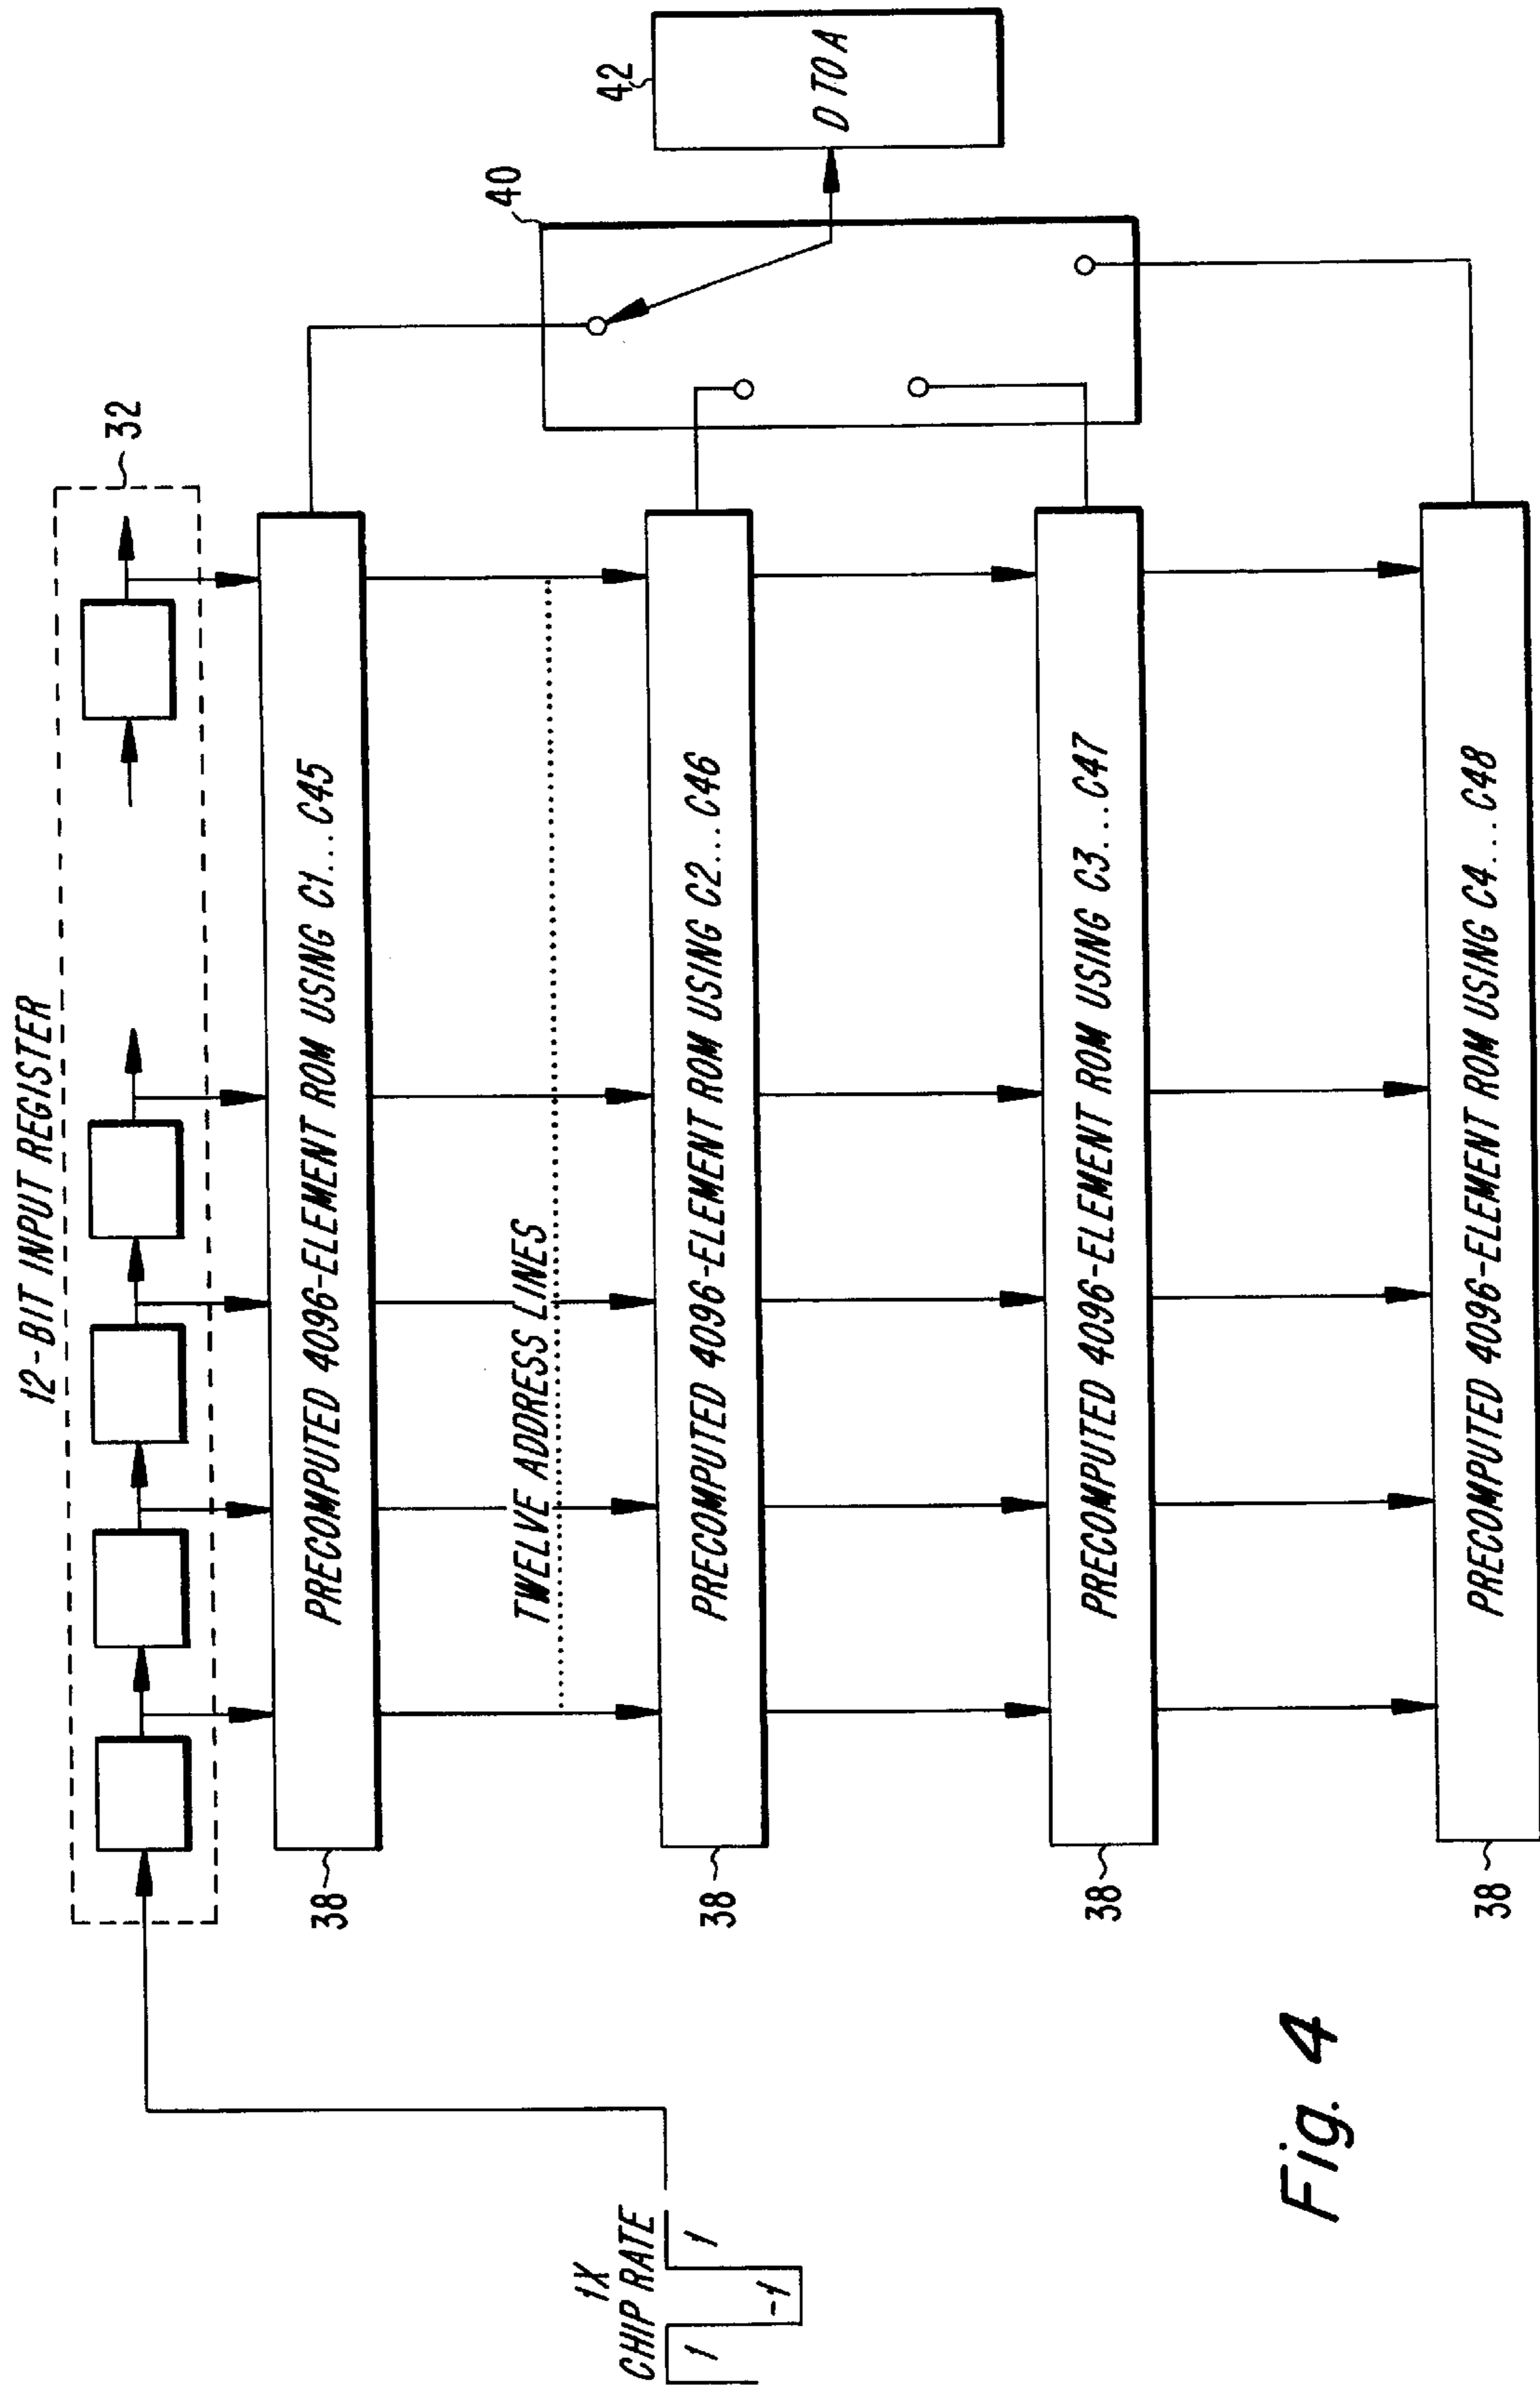 12-BIT INPUT REGISTER
32
1X
CHIP RATE
1
-1
1
PRECOMPUTED 4096-ELEMENT ROM USING C1...C45
38
TWELVE ADDRESS LINES
PRECOMPUTED 4096-ELEMENT ROM USING C2...C46
38
PRECOMPUTED 4096-ELEMENT ROM USING C3...C47
38
PRECOMPUTED 4096-ELEMENT ROM USING C4...C48
38
40
42
D TO A
Fig. 4